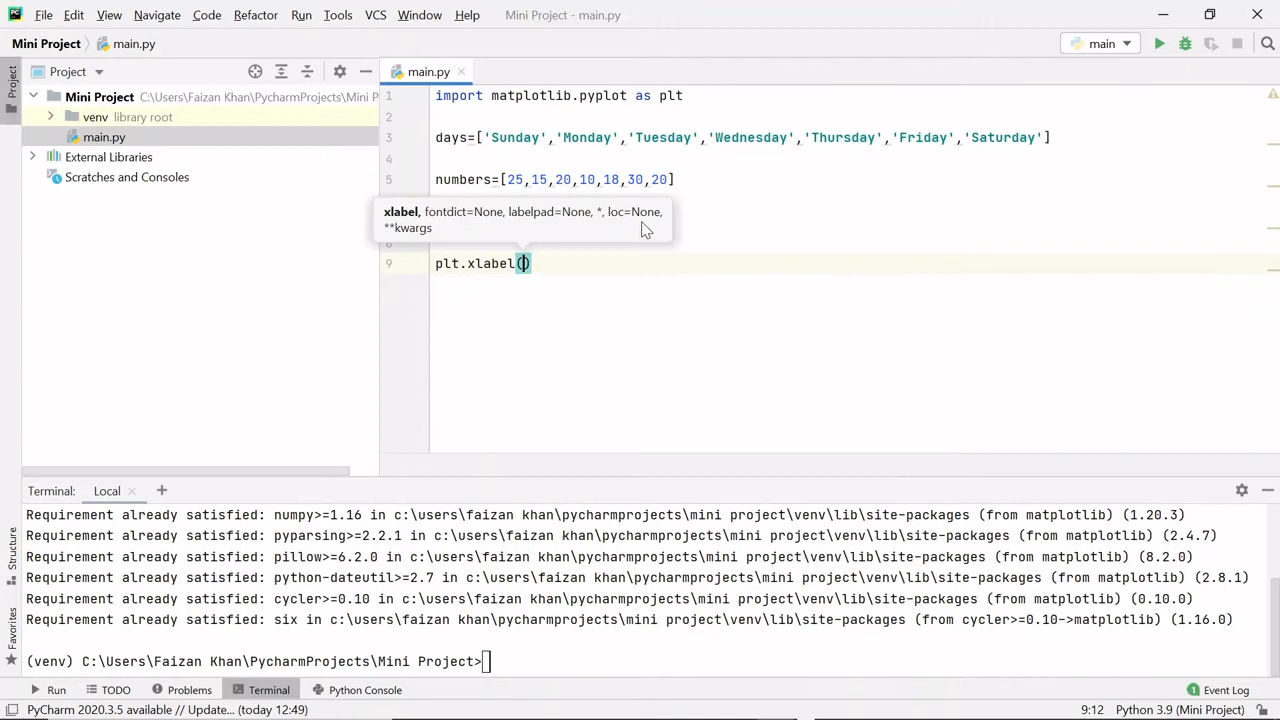 PC File Edit View Navigate Code Refactor Run Tools VCS Window Help Mini Project - main.py
Mini Project main.py main
Project main.py
Project
Mini Project C:\Users\Faizan Khan\PycharmProjects\Mini P
venv library root
main.py
External Libraries
Scratches and Consoles
1 import matplotlib.pyplot as plt
2
3 days=['Sunday','Monday','Tuesday','Wednesday','Thursday','Friday','Saturday']
4
5 numbers=[25,15,20,10,18,30,20]
xlabel, fontdict=None, labelpad=None, *, loc=None,
**kwargs
8
9 plt.xlabel()
Terminal: Local
Requirement already satisfied: numpy>=1.16 in c:\users\faizan khan\pycharmprojects\mini project\venv\lib\site-packages (from matplotlib) (1.20.3)
Requirement already satisfied: pyparsing>=2.2.1 in c:\users\faizan khan\pycharmprojects\mini project\venv\lib\site-packages (from matplotlib) (2.4.7)
Requirement already satisfied: pillow>=6.2.0 in c:\users\faizan khan\pycharmprojects\mini project\venv\lib\site-packages (from matplotlib) (8.2.0)
Requirement already satisfied: python-dateutil>=2.7 in c:\users\faizan khan\pycharmprojects\mini project\venv\lib\site-packages (from matplotlib) (2.8.1)
Requirement already satisfied: cycler>=0.10 in c:\users\faizan khan\pycharmprojects\mini project\venv\lib\site-packages (from matplotlib) (0.10.0)
Requirement already satisfied: six in c:\users\faizan khan\pycharmprojects\mini project\venv\lib\site-packages (from cycler>=0.10->matplotlib) (1.16.0)
(venv) C:\Users\Faizan Khan\PycharmProjects\Mini Project>
Structure
Favorites
Run TODO Problems Terminal Python Console 1 Event Log
PyCharm 2020.3.5 available // Update... (today 12:49) 9:12 Python 3.9 (Mini Project)